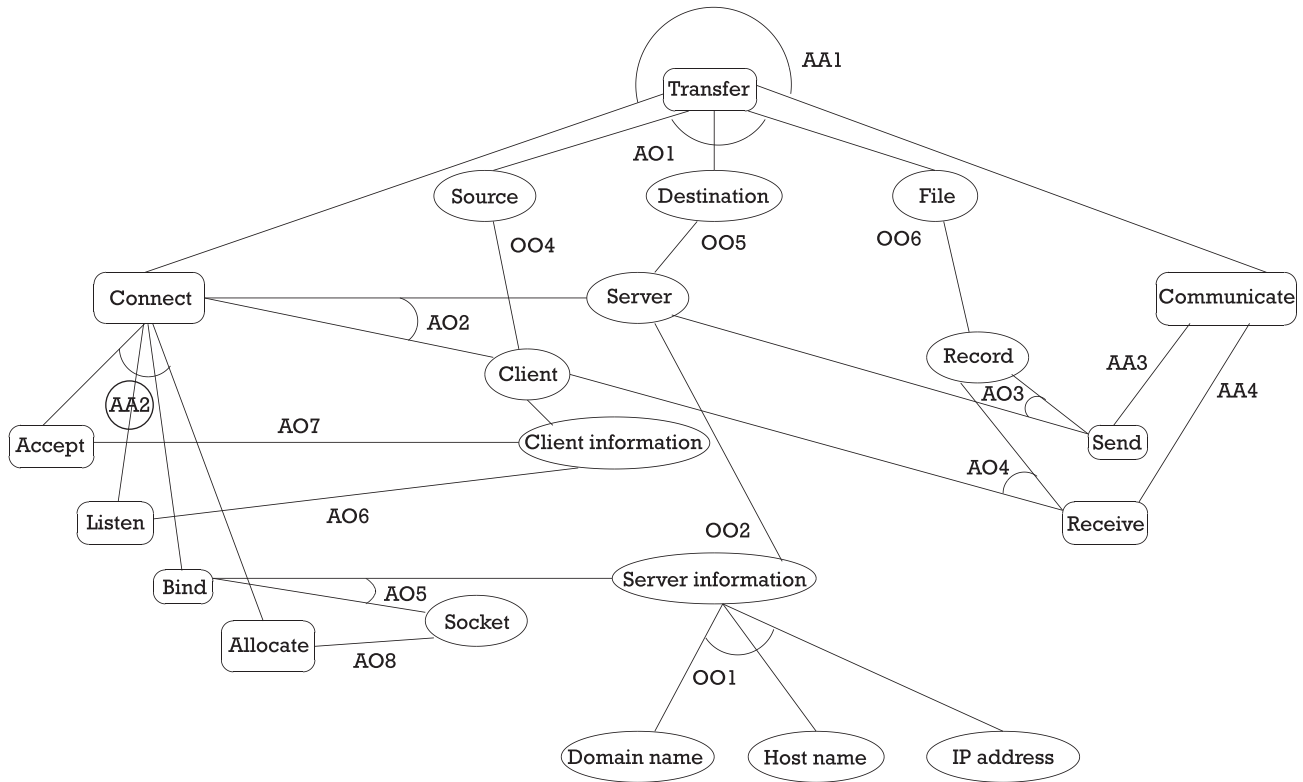 AA1
Transfer
AO1
Source
Destination
File
OO4
OO5
OO6
Connect
Server
Communicate
AO2
Record
AA3
Client
AO3
AA4
AA2
AO7
Accept
Client information
Send
AO4
AO6
Listen
Receive
OO2
Bind
AO5
Server information
Socket
Allocate
AO8
OO1
Domain name
Host name
IP address